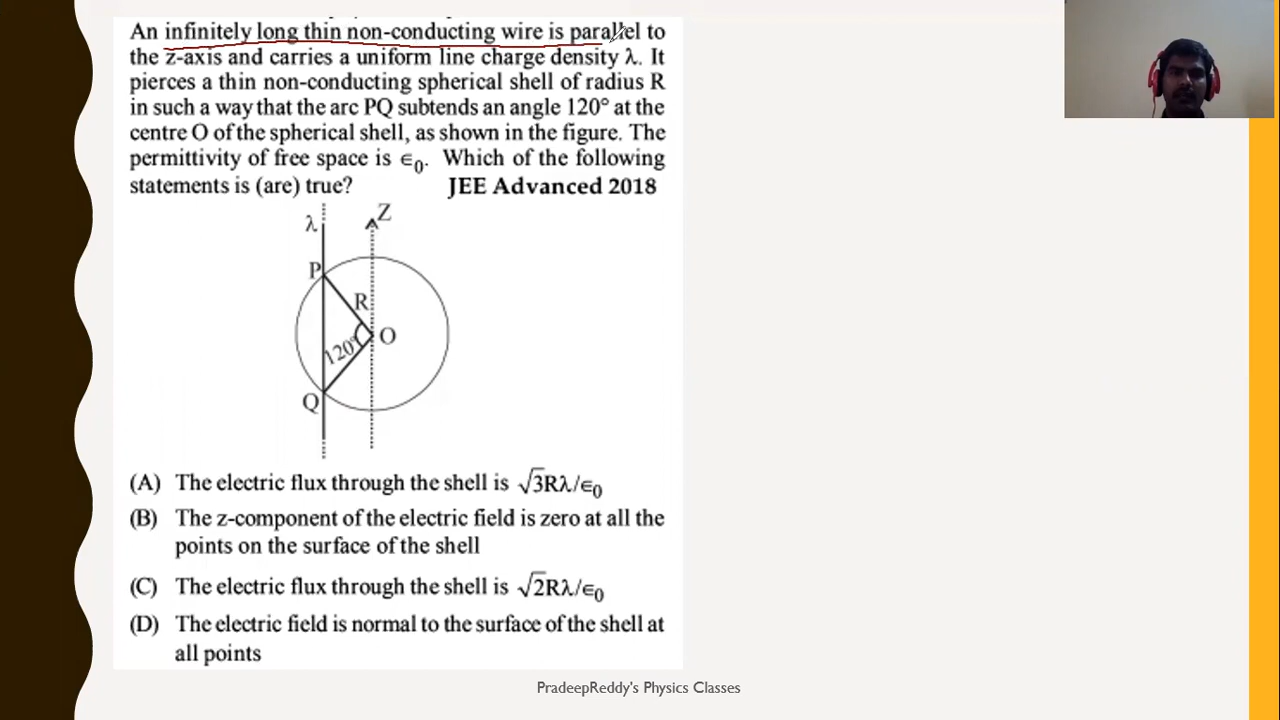 An infinitely long thin non-conducting wire is parallel to
the z-axis and carries a uniform line charge density λ. It
pierces a thin non-conducting spherical shell of radius R
in such a way that the arc PQ subtends an angle 120° at the
centre O of the spherical shell, as shown in the figure. The
permittivity of free space is ϵ₀. Which of the following
statements is (are) true? JEE Advanced 2018
λ
Z
P
R
O
120°
Q
(A) The electric flux through the shell is √3Rλ/ϵ₀
(B) The z-component of the electric field is zero at all the
points on the surface of the shell
(C) The electric flux through the shell is √2Rλ/ϵ₀
(D) The electric field is normal to the surface of the shell at
all points
PradeepReddy's Physics Classes